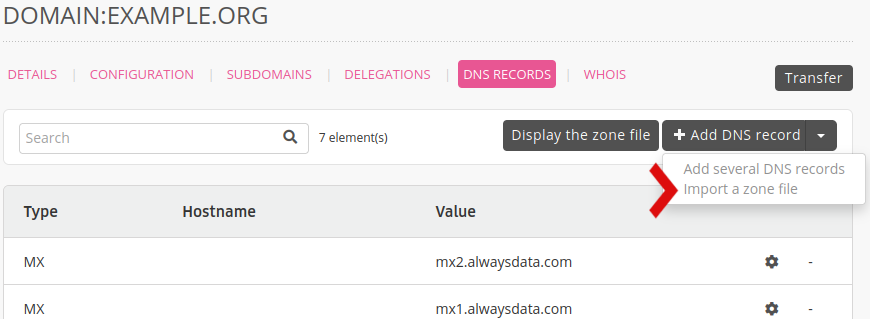 DOMAIN:EXAMPLE.ORG
DETAILS | CONFIGURATION | SUBDOMAINS | DELEGATIONS | DNS RECORDS | WHOIS
Transfer
Search
7 element(s)
Display the zone file
+ Add DNS record
Add several DNS records
Import a zone file
Type Hostname Value
MX mx2.alwaysdata.com -
MX mx1.alwaysdata.com -